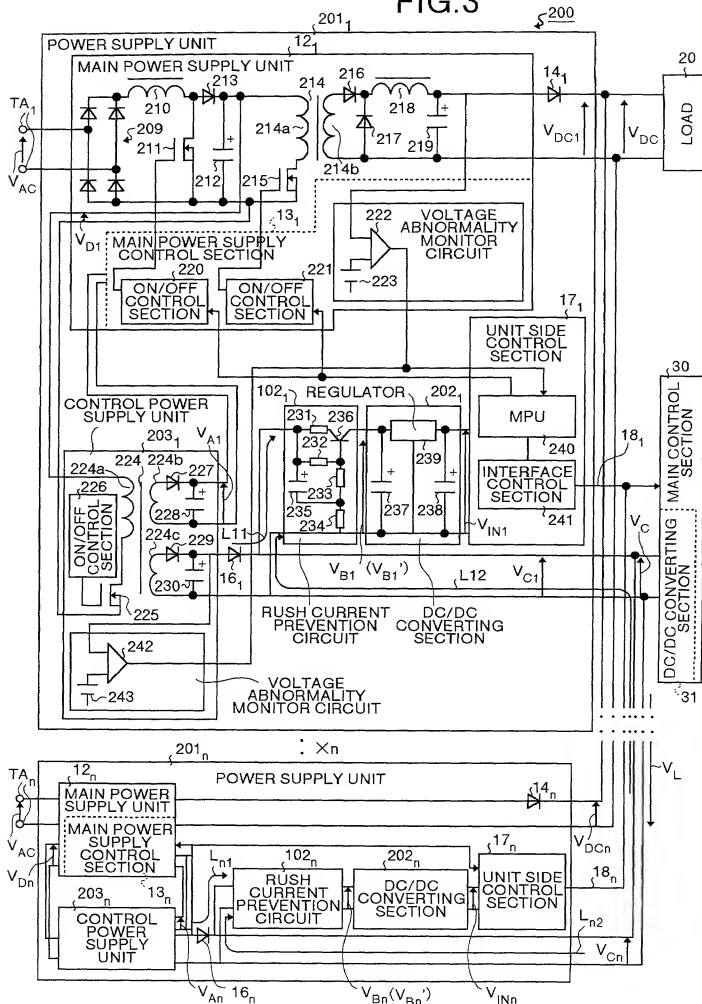 FIG.3
200
201₁
POWER SUPPLY UNIT
12₁
MAIN POWER SUPPLY UNIT
213
214
216
14₁
20
TA₁
210
218
LOAD
209
214a
V_DC1
V_DC
211
217
219
V_AC
212
215
214b
V_D1
13₁
222
VOLTAGE
ABNORMALITY
MONITOR
CIRCUIT
MAIN POWER SUPPLY
CONTROL SECTION
220
221
223
ON/OFF
CONTROL
SECTION
ON/OFF
CONTROL
SECTION
17₁
UNIT SIDE
CONTROL
SECTION
30
CONTROL POWER
SUPPLY UNIT
102₁
REGULATOR
202₁
MAIN CONTROL
SECTION
203₁
V_A1
231
236
MPU
18₁
224a
224
224b
232
239
240
226
227
INTERFACE
CONTROL
SECTION
ON/OFF
CONTROL
SECTION
228
233
235
237
238
241
V_C
224c
229
L11
234
V_IN1
230
16₁
V_B1 (V_B1')
V_C1
L12
225
RUSH CURRENT
PREVENTION
CIRCUIT
DC/DC
CONVERTING
SECTION
DC/DC
CONVERTING
SECTION
242
243
VOLTAGE
ABNORMALITY
MONITOR CIRCUIT
31
: ×n
201ₙ
V_L
TAₙ
12ₙ
POWER SUPPLY UNIT
14ₙ
MAIN POWER
SUPPLY UNIT
V_AC
MAIN POWER
SUPPLY
CONTROL
SECTION
17ₙ
V_DCn
V_Dn
L_n1
102ₙ
202ₙ
18ₙ
203ₙ
13ₙ
RUSH
CURRENT
PREVENTION
CIRCUIT
DC/DC
CONVERTING
SECTION
UNIT SIDE
CONTROL
SECTION
CONTROL
POWER
SUPPLY
UNIT
L_n2
V_Cn
V_An
16ₙ
V_Bn(V_Bn')
V_INn